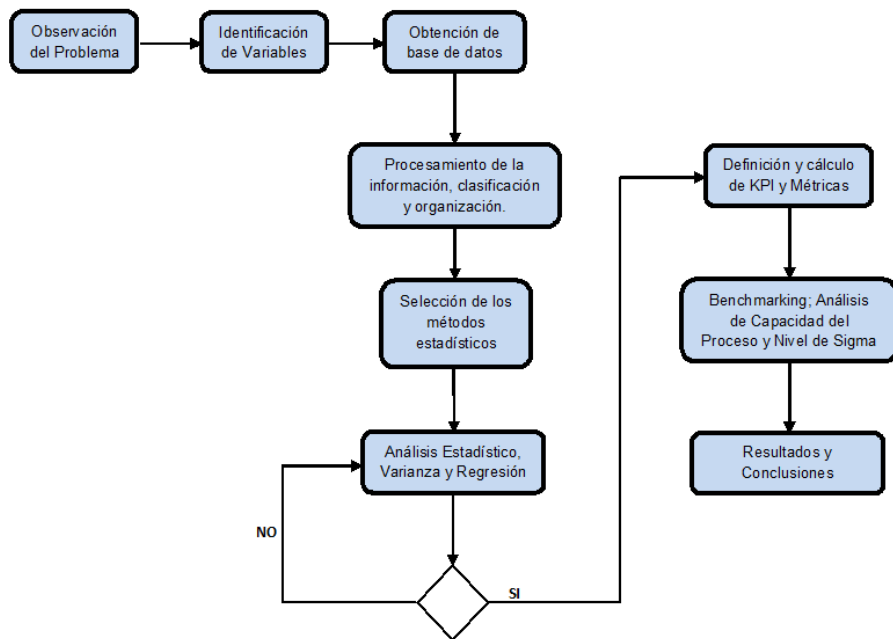 Observación
del Problema
Identificación
de Variables
Obtención de
base de datos
Procesamiento de la
información, clasificación
y organización.
Selección de los
métodos
estadísticos
Análisis Estadístico,
Varianza y Regresión
NO
SI
Definición y cálculo
de KPI y Métricas
Benchmarking; Análisis
de Capacidad del
Proceso y Nivel de Sigma
Resultados y
Conclusiones